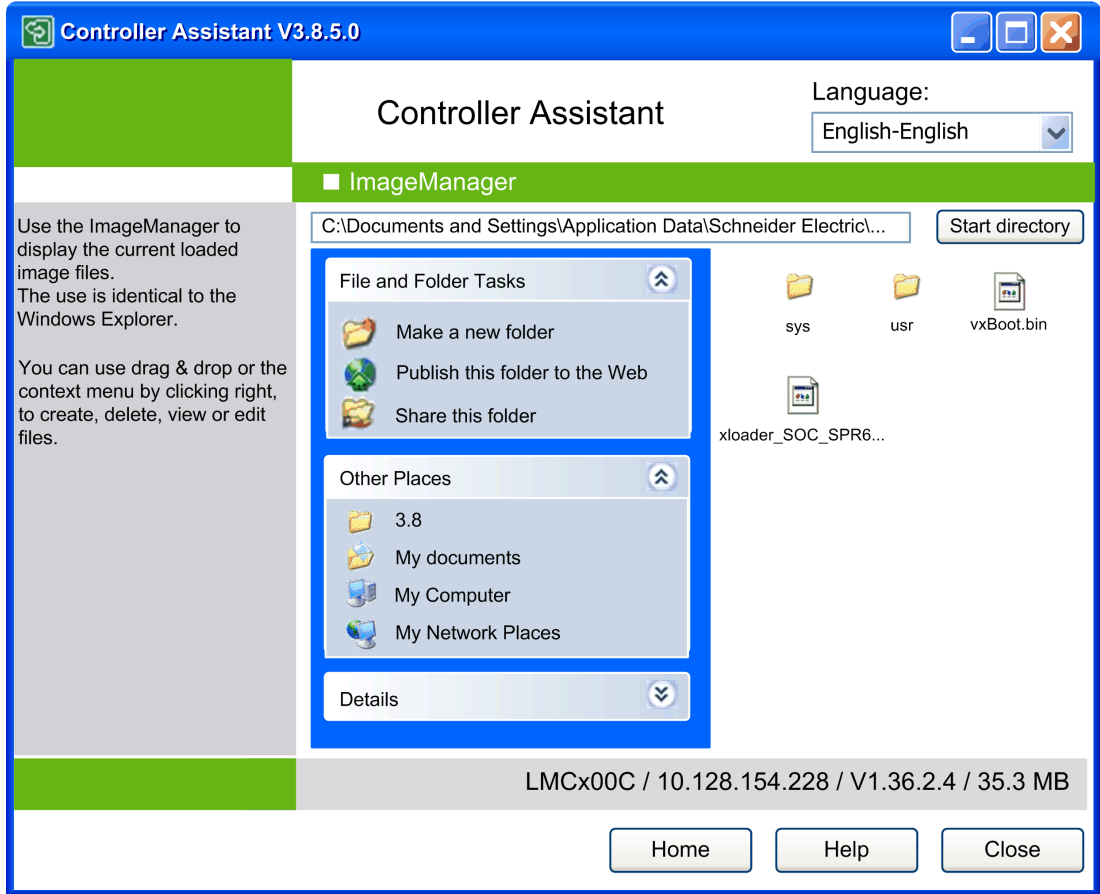 Controller Assistant V3.8.5.0
Controller Assistant
Language:
English-English
ImageManager
Use the ImageManager to
display the current loaded
image files.
The use is identical to the
Windows Explorer.
You can use drag & drop or the
context menu by clicking right,
to create, delete, view or edit
files.
C:\Documents and Settings\Application Data\Schneider Electric\...
Start directory
File and Folder Tasks
Make a new folder
Publish this folder to the Web
Share this folder
Other Places
3.8
My documents
My Computer
My Network Places
Details
sys
usr
vxBoot.bin
xloader_SOC_SPR6...
LMCx00C / 10.128.154.228 / V1.36.2.4 / 35.3 MB
Home
Help
Close